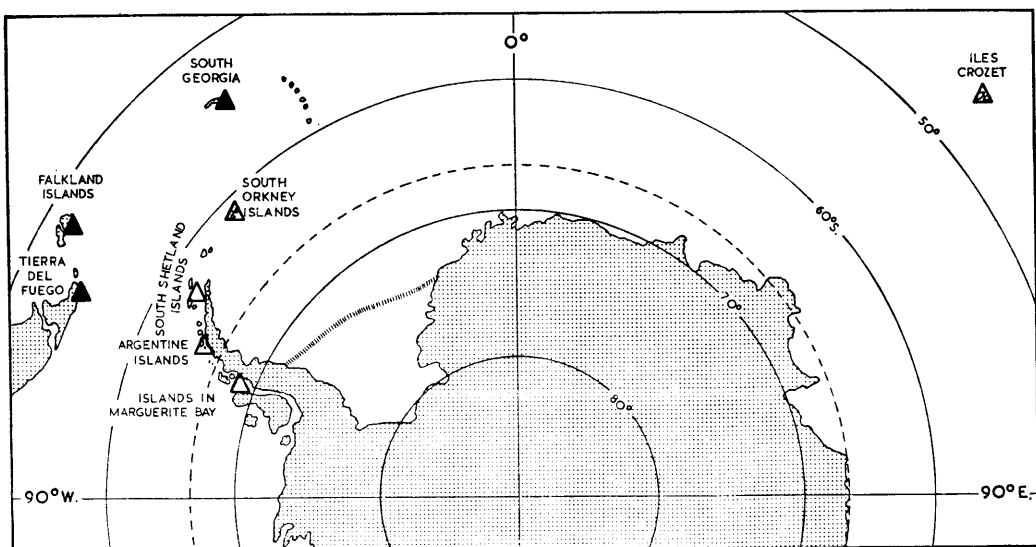 0°
SOUTH
GEORGIA
ILES
CROZET
50°
FALKLAND
ISLANDS
SOUTH
ORKNEY
ISLANDS
60°S.
TIERRA
DEL
FUEGO
SOUTH SHETLAND
ISLANDS
70°
ARGENTINE
ISLANDS
ISLANDS IN
MARGUERITE BAY
80°
90°W.
90°E.